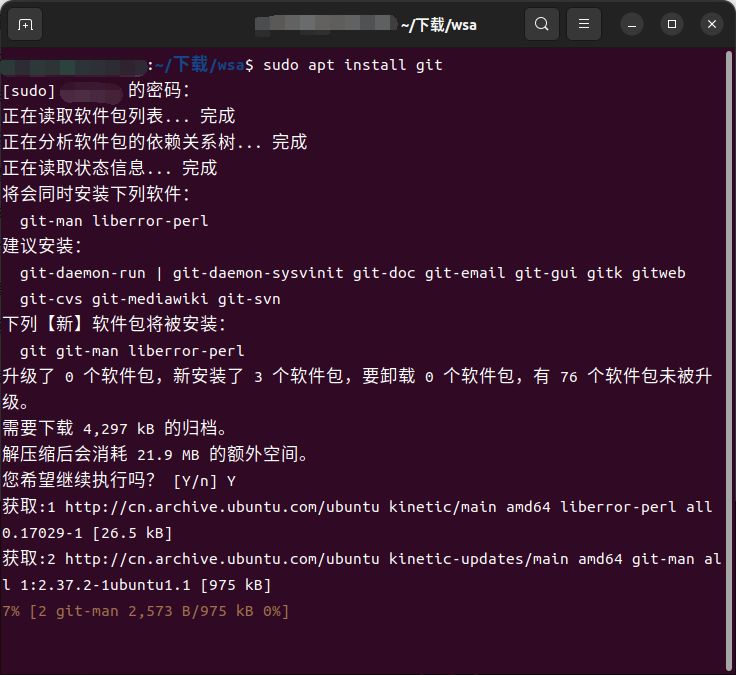 ~/下载/wsa
:~/下载/wsa$ sudo apt install git
[sudo] 的密码：
正在读取软件包列表... 完成
正在分析软件包的依赖关系树... 完成
正在读取状态信息... 完成
将会同时安装下列软件：
git-man liberror-perl
建议安装：
git-daemon-run | git-daemon-sysvinit git-doc git-email git-gui gitk gitweb
git-cvs git-mediawiki git-svn
下列【新】软件包将被安装：
git git-man liberror-perl
升级了 0 个软件包，新安装了 3 个软件包，要卸载 0 个软件包，有 76 个软件包未被升
级。
需要下载 4,297 kB 的归档。
解压缩后会消耗 21.9 MB 的额外空间。
您希望继续执行吗？ [Y/n] Y
获取:1 http://cn.archive.ubuntu.com/ubuntu kinetic/main amd64 liberror-perl all
0.17029-1 [26.5 kB]
获取:2 http://cn.archive.ubuntu.com/ubuntu kinetic-updates/main amd64 git-man al
l 1:2.37.2-1ubuntu1.1 [975 kB]
7% [2 git-man 2,573 B/975 kB 0%]